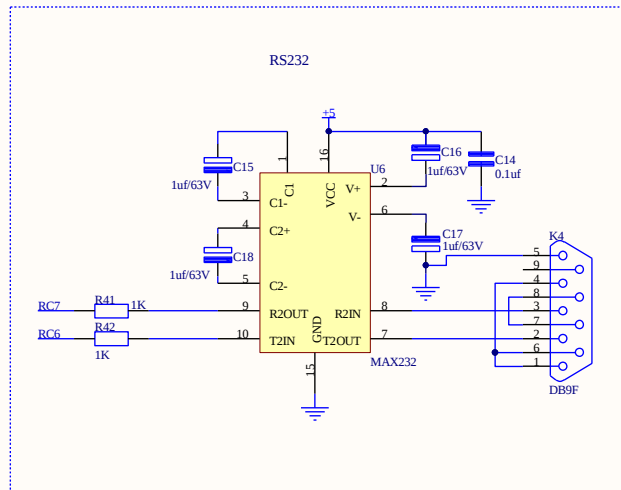 RS232
+5
1
16
C15
1uf/63V
C1
VCC
U6
V+
2
C16
1uf/63V
C14
0.1uf
3
C1-
4
C2+
V-
6
C17
1uf/63V
K4
C18
1uf/63V
5
C2-
5
9
4
8
3
7
2
6
1
RC7
R41
1K
9
R2OUT
R2IN
8
RC6
R42
1K
10
T2IN
GND
T2OUT
7
15
MAX232
DB9F